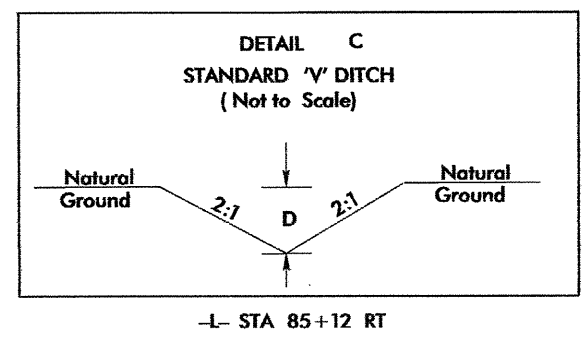 DETAIL C
STANDARD 'V' DITCH
( Not to Scale)
Natural
Ground
2:1
D
2:1
Natural
Ground
-L- STA 85+12 RT